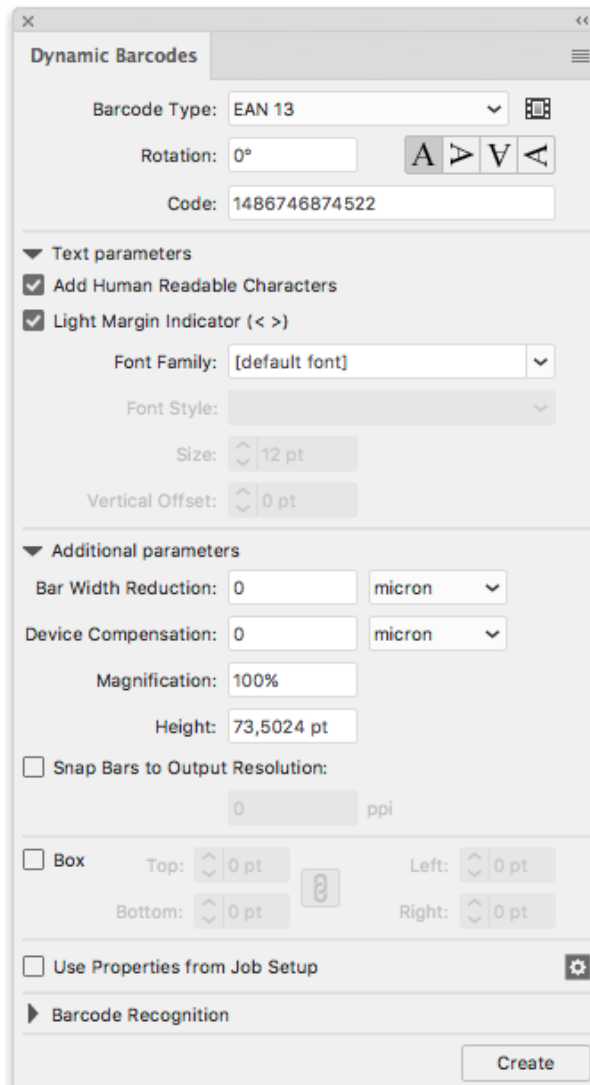 Dynamic Barcodes
Barcode Type: EAN 13
Rotation: 0° A A A A
Code: 1486746874522
Text parameters
Add Human Readable Characters
Light Margin Indicator (< >)
Font Family: [default font]
Font Style:
Size: 12 pt
Vertical Offset: 0 pt
Additional parameters
Bar Width Reduction: 0 micron
Device Compensation: 0 micron
Magnification: 100%
Height: 73,5024 pt
Snap Bars to Output Resolution:
0 ppi
Box Top: 0 pt Left: 0 pt
Bottom: 0 pt Right: 0 pt
Use Properties from Job Setup
Barcode Recognition
Create